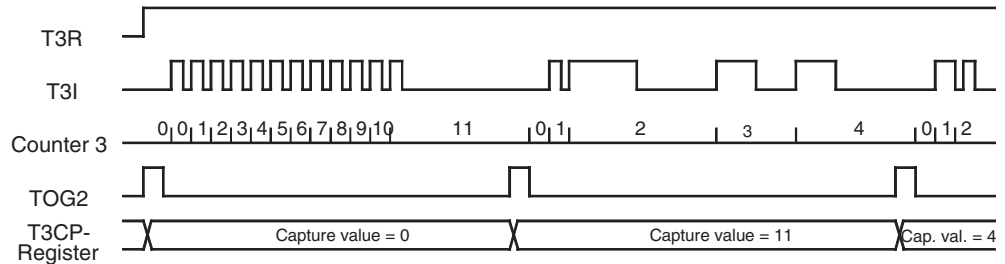 T3R
T3I
Counter 3
0 0 1 2 3 4 5 6 7 8 9 10 11 0 1 2 3 4 0 1 2
TOG2
T3CP-
Register
Capture value = 0 Capture value = 11 Cap. val. = 4